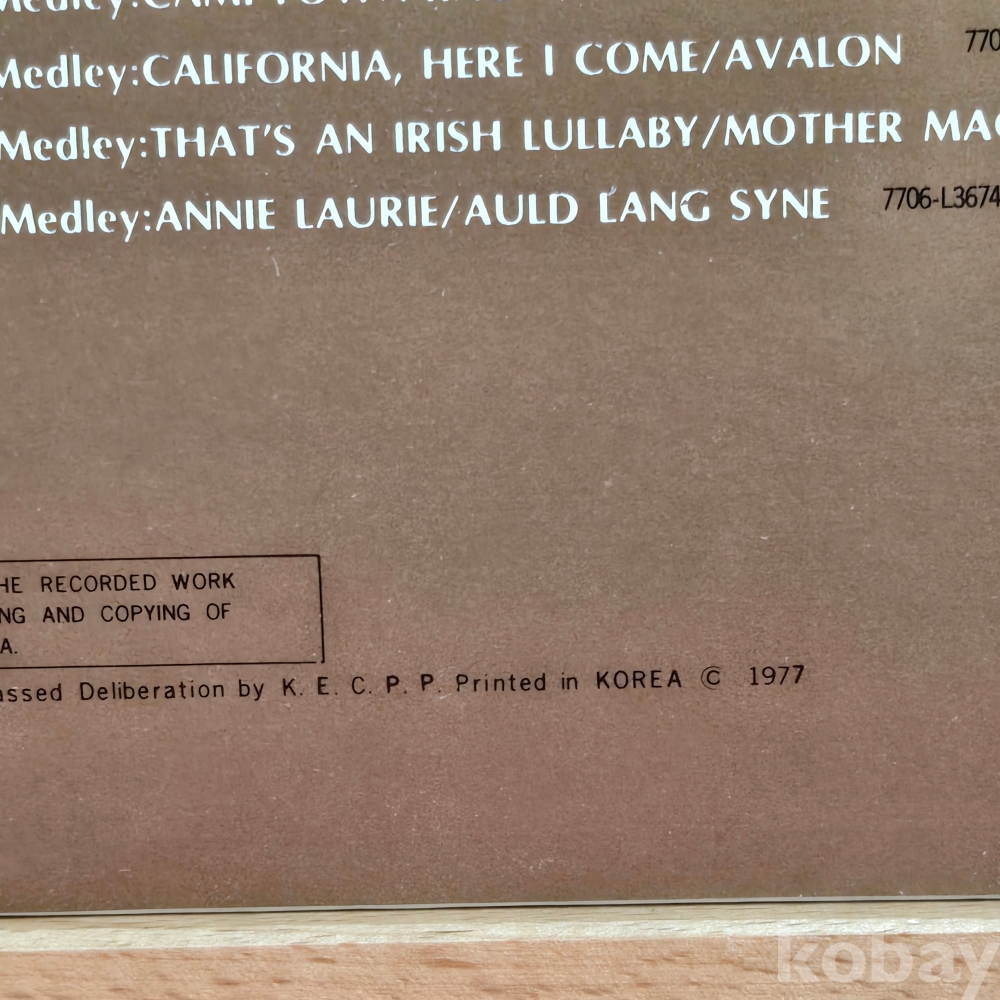 Medley:CALIFORNIA, HERE I COME/AVALON 770
Medley:THAT'S AN IRISH LULLABY/MOTHER MAC
Medley:ANNIE LAURIE/AULD LANG SYNE 7706-L3674
HE RECORDED WORK
NG AND COPYING OF
A.
assed Deliberation by K. E. C. P. P. Printed in KOREA © 1977
kobay